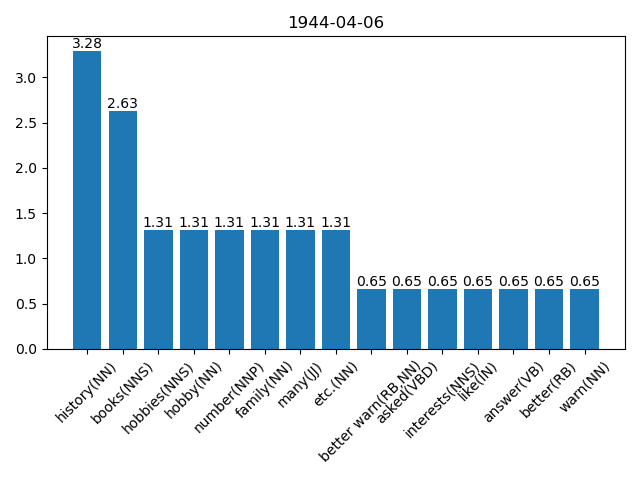 1944-04-06
3.28
2.63
1.31 1.31 1.31 1.31 1.31 1.31
0.65 0.65 0.65 0.65 0.65 0.65 0.65
3.0
2.5
2.0
1.5
1.0
0.5
0.0
history(NN)
books(NNS)
hobbies(NNS)
hobby(NN)
number(NNP)
family(NN)
many(JJ)
etc.(NN)
better warn(RB,NN)
asked(VBD)
interests(NNS)
like(IN)
answer(VB)
better(RB)
warn(NN)